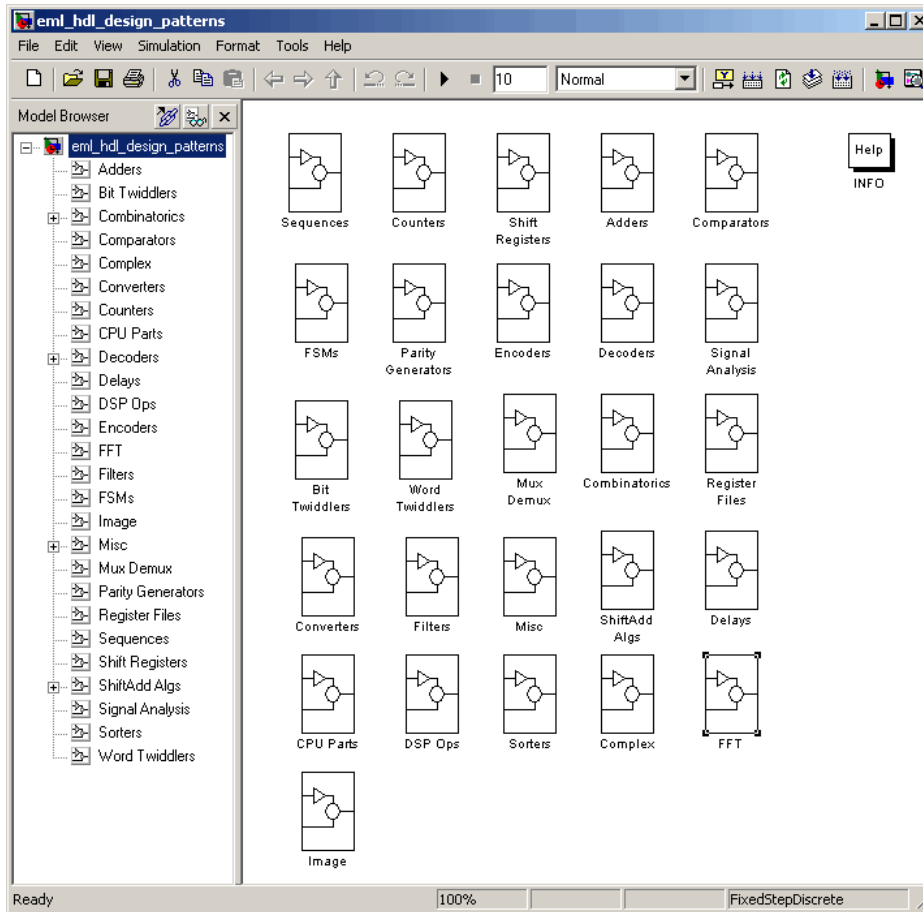 eml_hdl_design_patterns
File Edit View Simulation Format Tools Help
10 Normal
Model Browser
eml_hdl_design_patterns
Adders
Bit Twiddlers
Combinatorics
Comparators
Complex
Converters
Counters
CPU Parts
Decoders
Delays
DSP Ops
Encoders
FFT
Filters
FSMs
Image
Misc
Mux Demux
Parity Generators
Register Files
Sequences
Shift Registers
ShiftAdd Algs
Signal Analysis
Sorters
Word Twiddlers
Help
INFO
Sequences
Counters
Shift
Registers
Adders
Comparators
FSMs
Parity
Generators
Encoders
Decoders
Signal
Analysis
Bit
Twiddlers
Word
Twiddlers
Mux
Demux
Combinatorics
Register
Files
Converters
Filters
Misc
ShiftAdd
Algs
Delays
CPU Parts
DSP Ops
Sorters
Complex
FFT
Image
Ready 100% FixedStepDiscrete